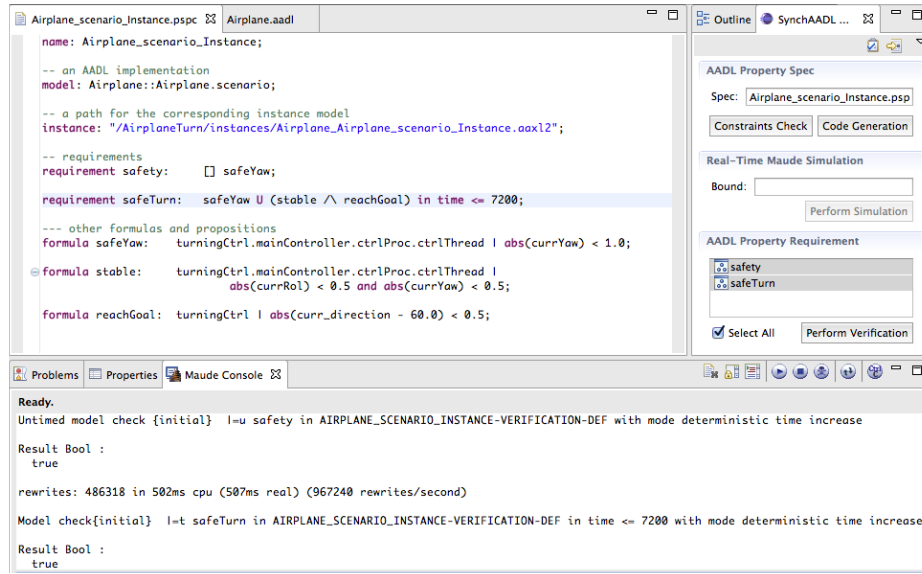 Airplane_scenario_Instance.pspc
Airplane.aadl
name: Airplane_scenario_Instance;
-- an AADL implementation
model: Airplane::Airplane.scenario;
-- a path for the corresponding instance model
instance: "/AirplaneTurn/instances/Airplane_Airplane_scenario_Instance.aaxl2";
-- requirements
requirement safety: [] safeYaw;
requirement safeTurn: safeYaw U (stable /\ reachGoal) in time <= 7200;
--- other formulas and propositions
formula safeYaw: turningCtrl.mainController.ctrlProc.ctrlThread | abs(currYaw) < 1.0;
formula stable: turningCtrl.mainController.ctrlProc.ctrlThread |
abs(currRol) < 0.5 and abs(currYaw) < 0.5;
formula reachGoal: turningCtrl | abs(curr_direction - 60.0) < 0.5;
Outline
SynchAADL ...
AADL Property Spec
Spec: Airplane_scenario_Instance.psp
Constraints Check
Code Generation
Real-Time Maude Simulation
Bound:
Perform Simulation
AADL Property Requirement
safety
safeTurn
Select All
Perform Verification
Problems
Properties
Maude Console
Ready.
Untimed model check {initial} |=u safety in AIRPLANE_SCENARIO_INSTANCE-VERIFICATION-DEF with mode deterministic time increase
Result Bool :
true
rewrites: 486318 in 502ms cpu (507ms real) (967240 rewrites/second)
Model check{initial} |=t safeTurn in AIRPLANE_SCENARIO_INSTANCE-VERIFICATION-DEF in time <= 7200 with mode deterministic time increase
Result Bool :
true